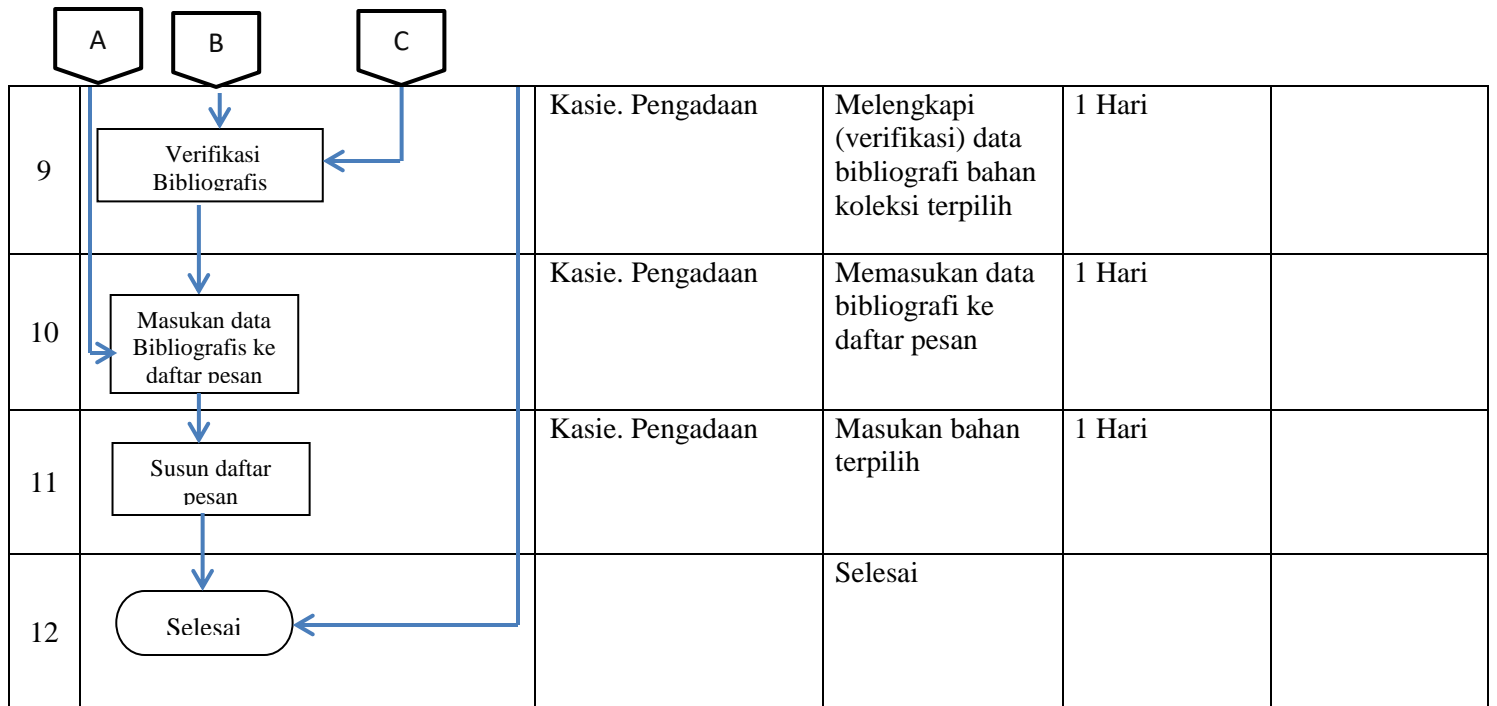 A
B
C
9
Verifikasi
Bibliografis
Kasie. Pengadaan
Melengkapi
(verifikasi) data
bibliografi bahan
koleksi terpilih
1 Hari
10
Masukan data
Bibliografis ke
daftar pesan
Kasie. Pengadaan
Memasukan data
bibliografi ke
daftar pesan
1 Hari
11
Susun daftar
pesan
Kasie. Pengadaan
Masukan bahan
terpilih
1 Hari
12
Selesai
Selesai